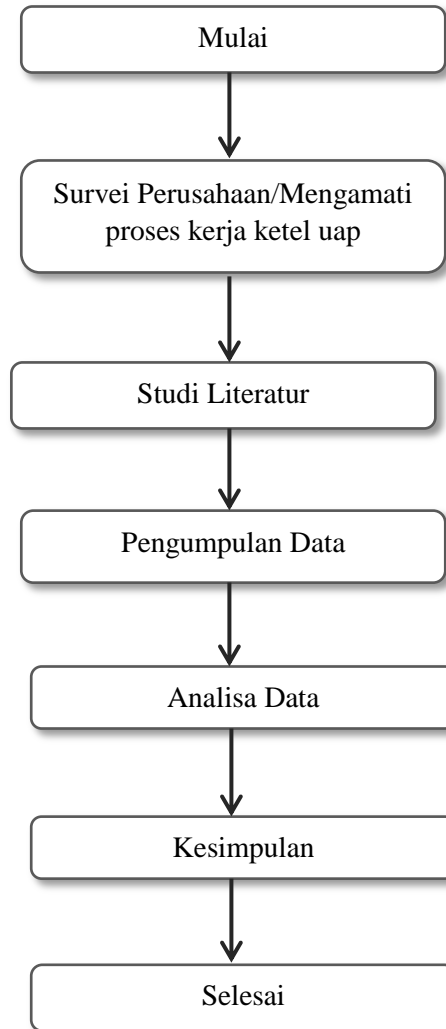 Mulai
Survei Perusahaan/Mengamati
proses kerja ketel uap
Studi Literatur
Pengumpulan Data
Analisa Data
Kesimpulan
Selesai